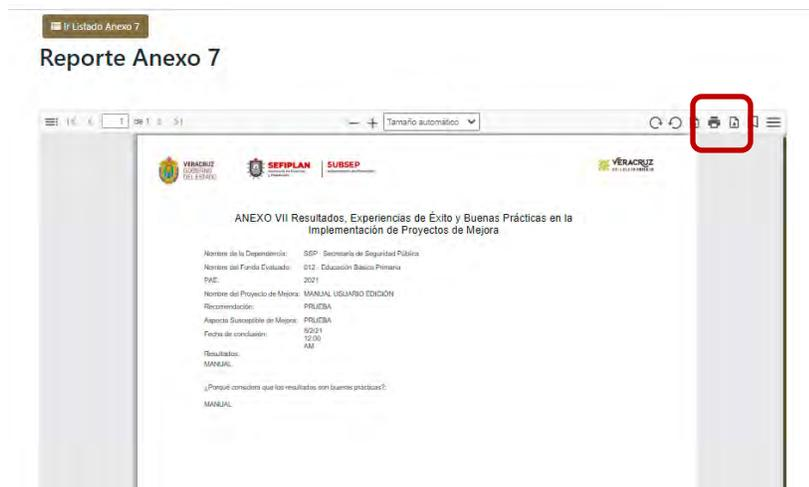 Ir Listado Anexo 7
Reporte Anexo 7
1 de 1
Tamaño automático
VERACRUZ
GOBIERNO
DEL ESTADO
SEFIPLAN
SUBSEP
VERACRUZ
ANEXO VII Resultados, Experiencias de Éxito y Buenas Prácticas en la
Implementación de Proyectos de Mejora
Nombre de la Dependencia: SSP - Secretaría de Seguridad Pública
Nombre del Fondo Evaluado: 012 - Educación Básica Primaria
PAE: 2021
Nombre del Proyecto de Mejora: MANUAL USUARIO EDICIÓN
Recomendación: PRUEBA
Aspecto Susceptible de Mejora: PRUEBA
Fecha de conclusión: 8/2/21
12:00
AM
Resultados:
MANUAL
¿Porqué considera que los resultados son buenas prácticas?:
MANUAL